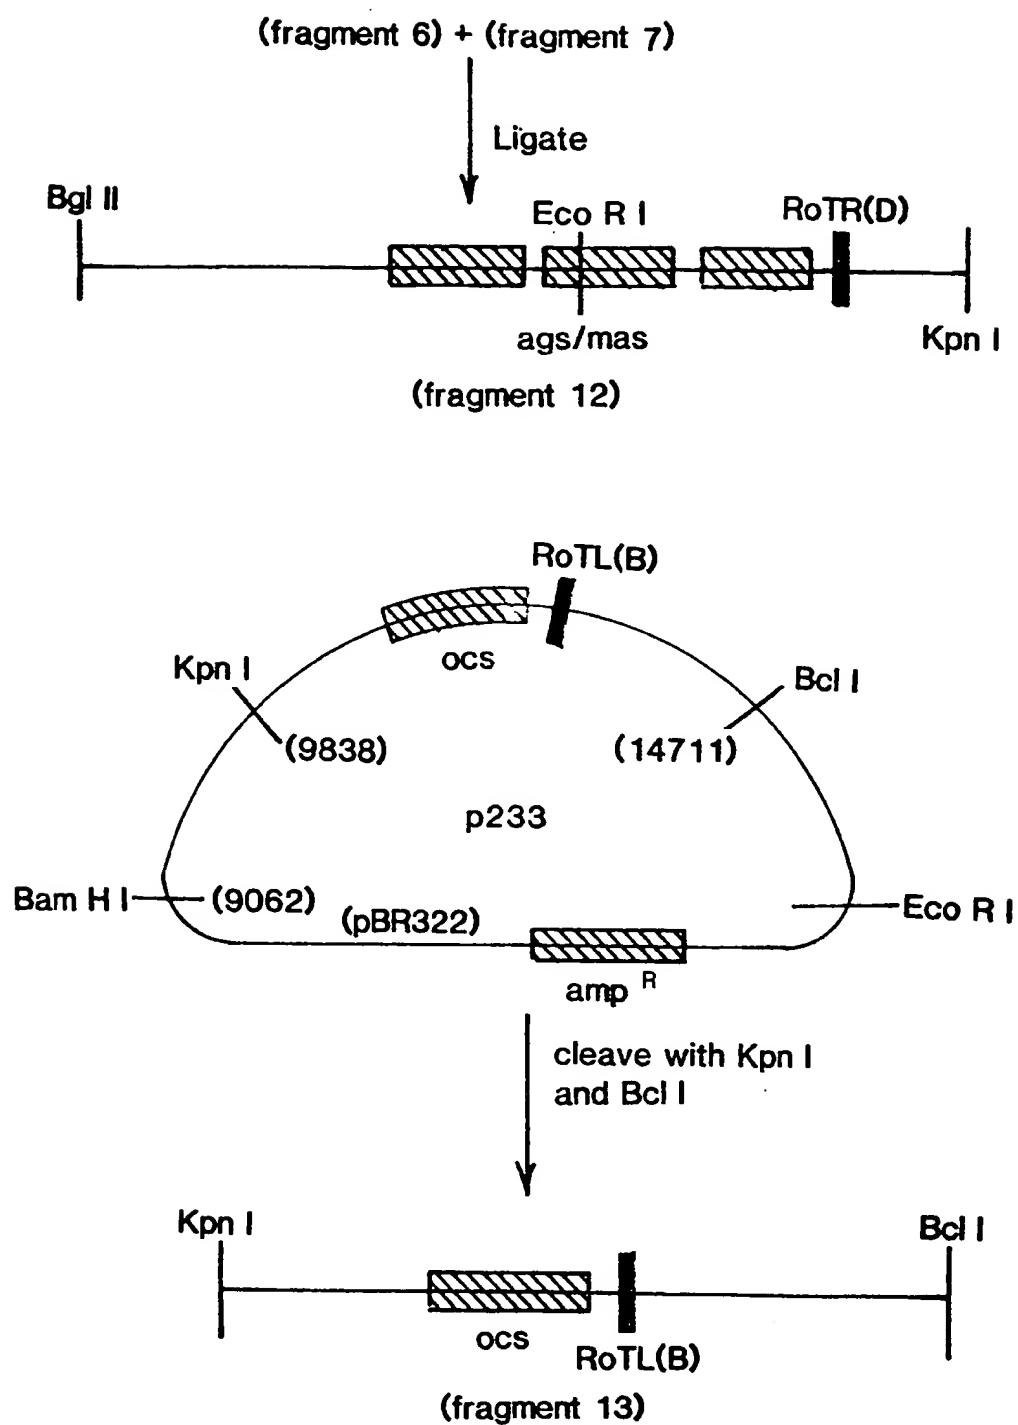 (fragment 6) + (fragment 7)
Ligate
Bgl II
Eco R I
RoTR(D)
ags/mas
Kpn I
(fragment 12)
RoTL(B)
ocs
Kpn I
Bcl I
(9838)
(14711)
p233
Bam H I
(9062)
(pBR322)
Eco R I
amp R
cleave with Kpn I
and Bcl I
Kpn I
Bcl I
ocs
RoTL(B)
(fragment 13)